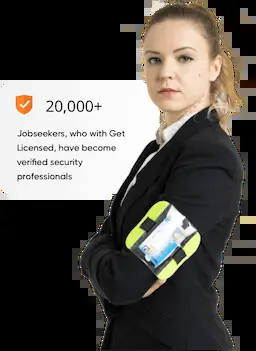 20,000+
Jobseekers, who with Get
Licensed, have become
verified security
professionals